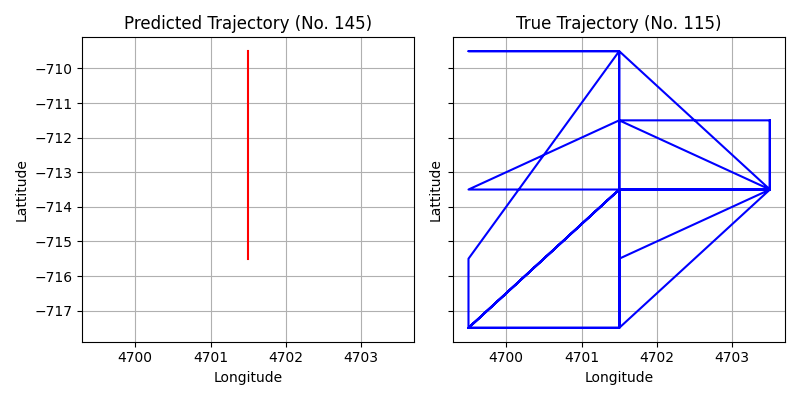 Predicted Trajectory (No. 145)
True Trajectory (No. 115)
Lattitude
−710
−711
−712
−713
−714
−715
−716
−717
4700
4701
4702
4703
Longitude
Lattitude
4700
4701
4702
4703
Longitude